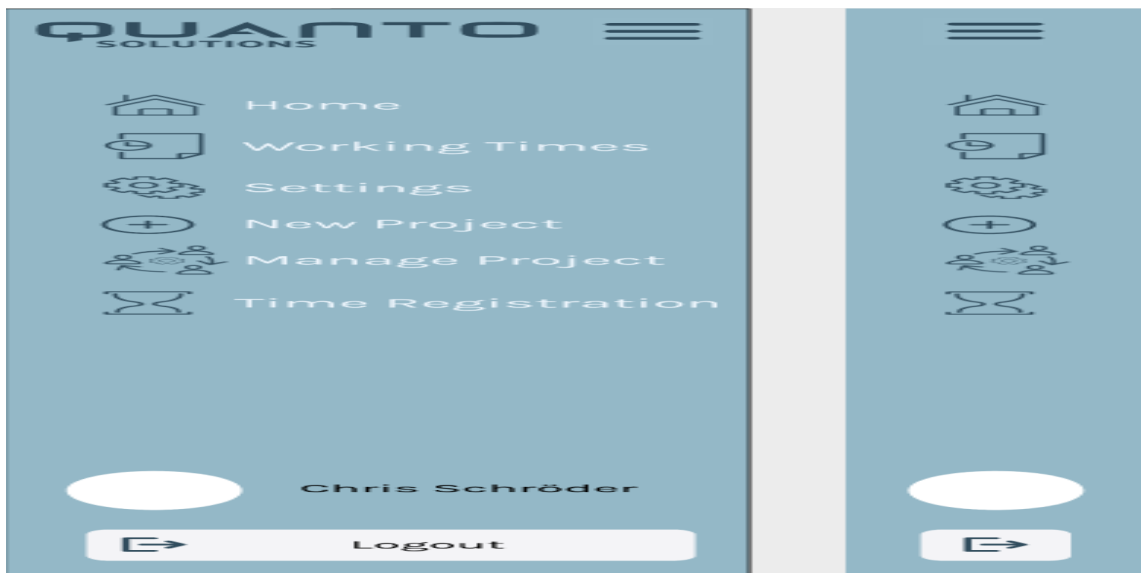 QUANTO
SOLUTIONS
Home
Working Times
Settings
New Project
Manage Project
Time Registration
Chris Schröder
Logout